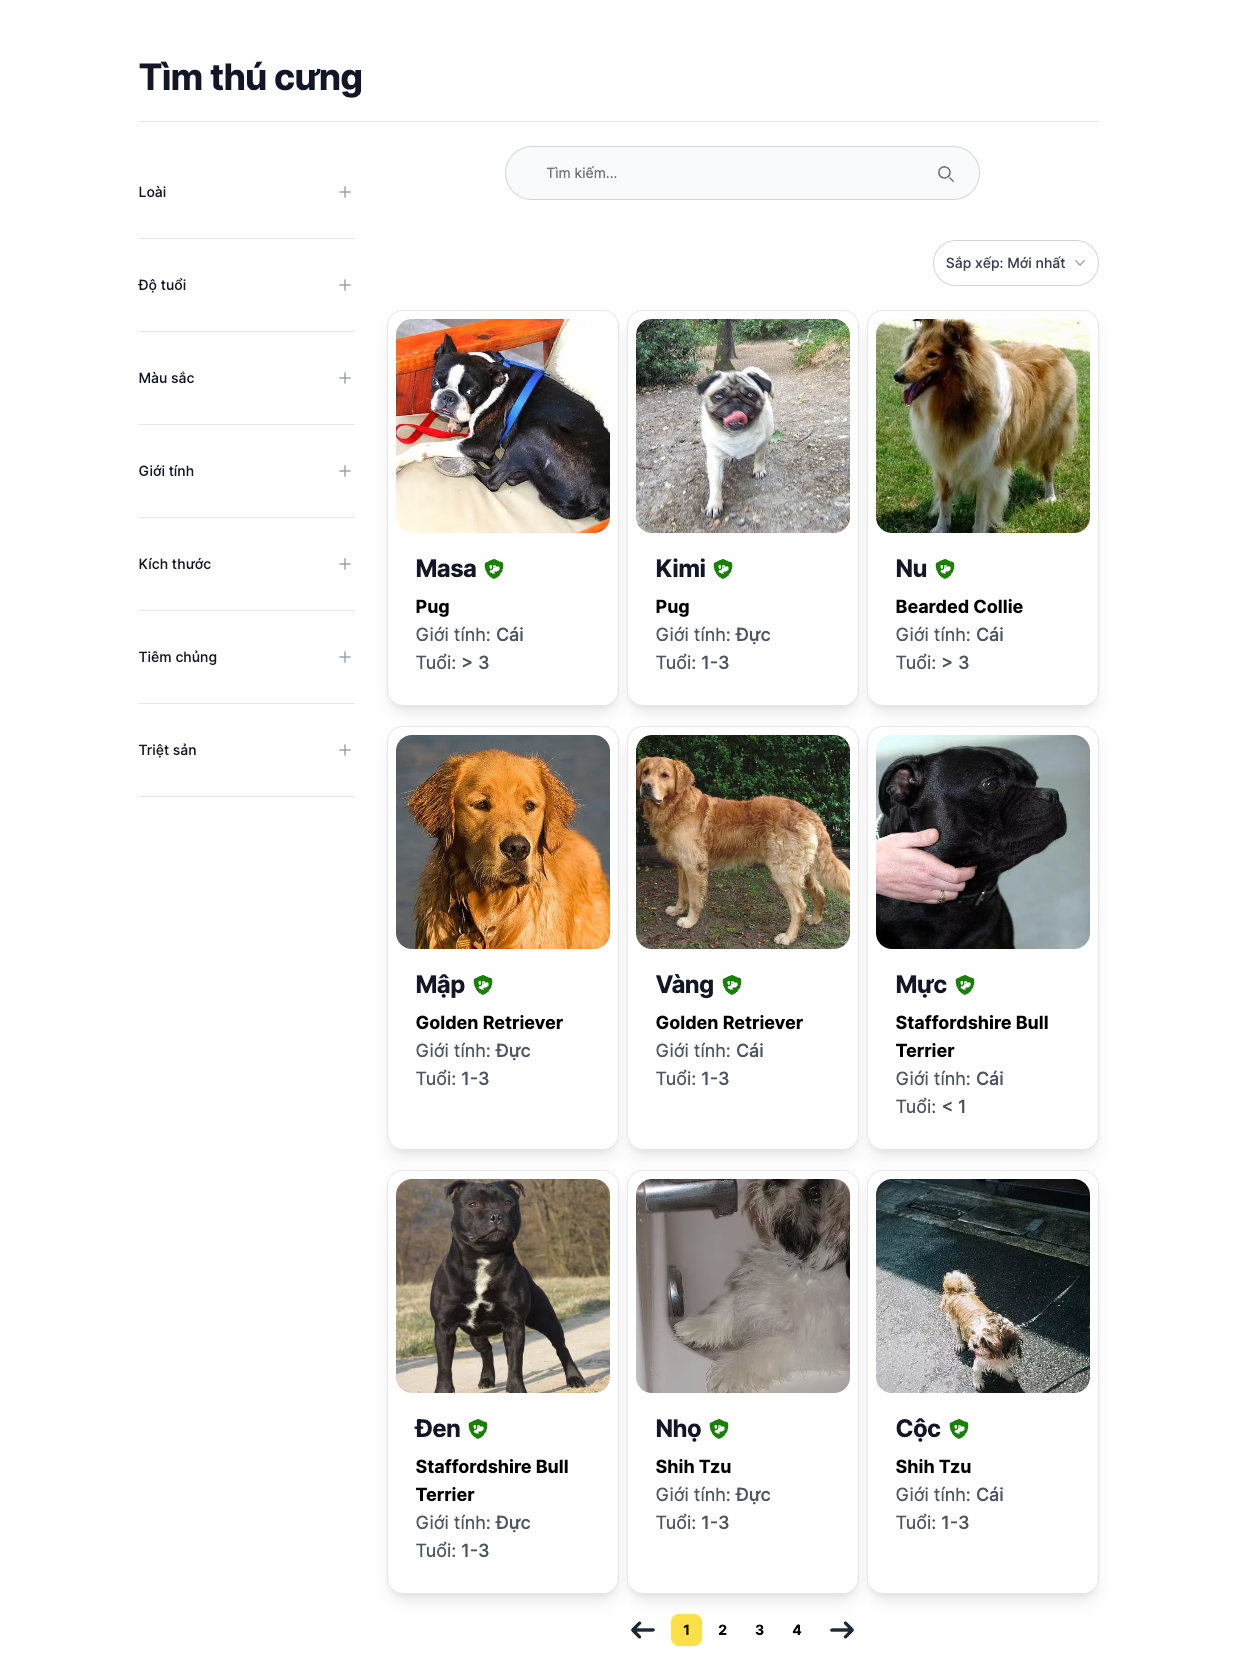 Tìm thú cưng
Tìm kiếm...
Loài
Độ tuổi
Màu sắc
Giới tính
Kích thước
Tiêm chủng
Triệt sản
Sắp xếp: Mới nhất
Masa
Pug
Giới tính: Cái
Tuổi: > 3
Kimi
Pug
Giới tính: Đực
Tuổi: 1-3
Nu
Bearded Collie
Giới tính: Cái
Tuổi: > 3
Mập
Golden Retriever
Giới tính: Đực
Tuổi: 1-3
Vàng
Golden Retriever
Giới tính: Cái
Tuổi: 1-3
Mực
Staffordshire Bull
Terrier
Giới tính: Cái
Tuổi: < 1
Đen
Staffordshire Bull
Terrier
Giới tính: Đực
Tuổi: 1-3
Nhọ
Shih Tzu
Giới tính: Đực
Tuổi: 1-3
Cộc
Shih Tzu
Giới tính: Cái
Tuổi: 1-3
1 2 3 4